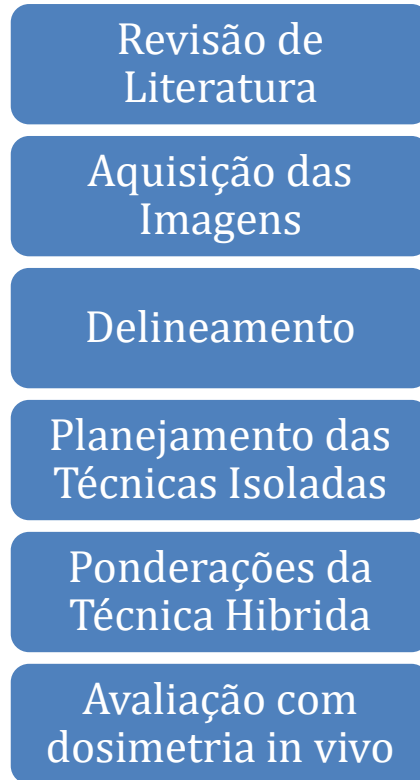 Revisão de
Literatura
Aquisição das
Imagens
Delineamento
Planejamento das
Técnicas Isoladas
Ponderações da
Técnica Hibrida
Avaliação com
dosimetria in vivo